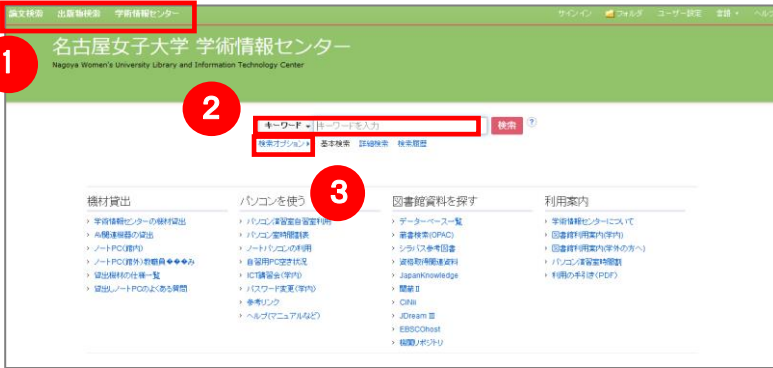 論文検索 出版物検索 学術情報センター
サインイン フォルダ ユーザー設定 言語 ヘルプ
名古屋女子大学 学術情報センター
Nagoya Women's University Library and Information Technology Center
1
2
キーワード キーワードを入力 検索 ?
検索オプション 基本検索 詳細検索 検索履歴
3
機材貸出
› 学術情報センターの機材貸出
› AV関連機器の貸出
› ノートPC(館内)
› ノートPC(館外)教職員���み
› 貸出機材の仕様一覧
› 貸出しノートPCのよくある質問
パソコンを使う
› パソコン演習室自習室利用
› パソコン室時間割表
› ノートパソコンの利用
› 自習用PC空き状況
› ICT講習会(学内)
› パスワード変更(学内)
› 参考リンク
› ヘルプ(マニュアルなど)
図書館資料を探す
› データーベース一覧
› 蔵書検索(OPAC)
› シラバス参考図書
› 資格取得関連資料
› JapanKnowledge
› 聞蔵Ⅱ
› CiNii
› JDream Ⅲ
› EBSCOhost
› 機関リポジトリ
利用案内
› 学術情報センターについて
› 図書館利用案内(学内)
› 図書館利用案内(学外の方へ)
› パソコン演習室時間割
› 利用の手引き(PDF)